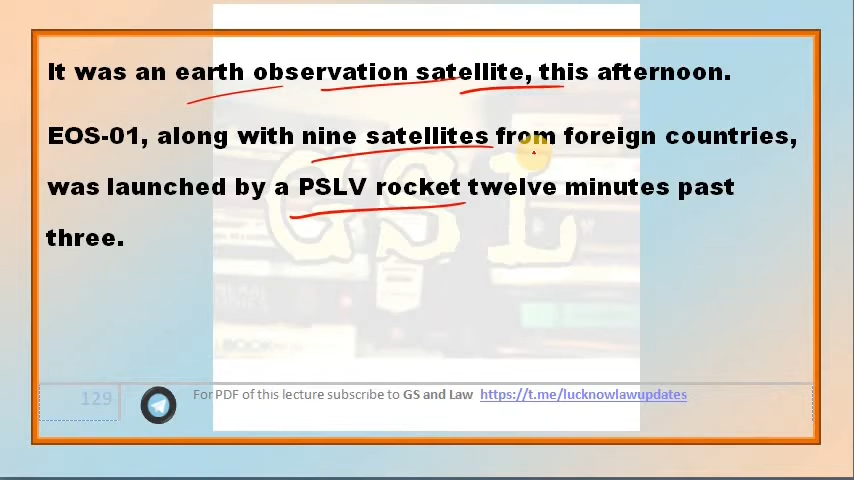 It was an earth observation satellite, this afternoon.
EOS-01, along with nine satellites from foreign countries,
was launched by a PSLV rocket twelve minutes past
three.
GSL
129
For PDF of this lecture subscribe to GS and Law https://t.me/lucknowlawupdates